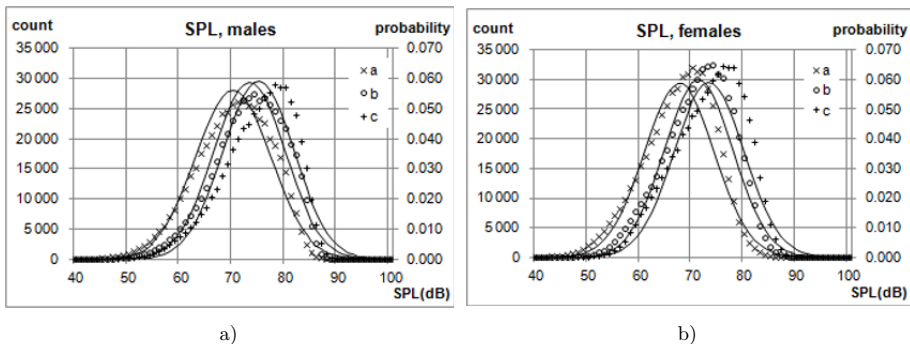 count SPL, males probability
35 000 0.070
30 000 0.060
25 000 0.050
20 000 0.040
15 000 0.030
10 000 0.020
5 000 0.010
0 0.000
× a
o b
+ c
40 50 60 70 80 90 100
SPL(dB)
a)
count SPL, females probability
35 000 0.070
30 000 0.060
25 000 0.050
20 000 0.040
15 000 0.030
10 000 0.020
5 000 0.010
0 0.000
× a
o b
+ c
40 50 60 70 80 90 100
SPL(dB)
b)